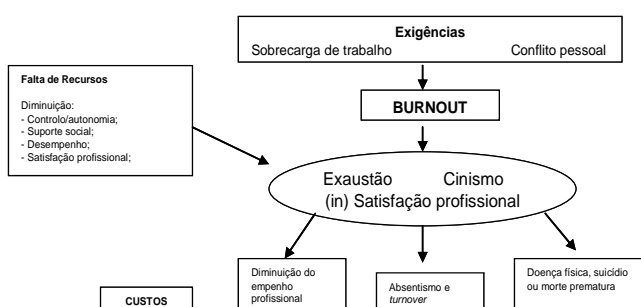 Exigências
Sobrecarga de trabalho Conflito pessoal
Falta de Recursos
Diminuição:
- Controlo/autonomia;
- Suporte social;
- Desempenho;
- Satisfação profissional;
BURNOUT
Exaustão Cinismo
(in) Satisfação profissional
Diminuição do
empenho
profissional
Absentismo e
turnover
Doença física, suicídio
ou morte prematura
CUSTOS